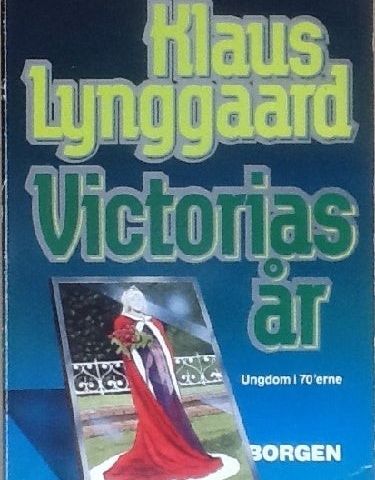 Klaus
Lynggaard
Victorias
år
Ungdom i 70'erne
BORGEN